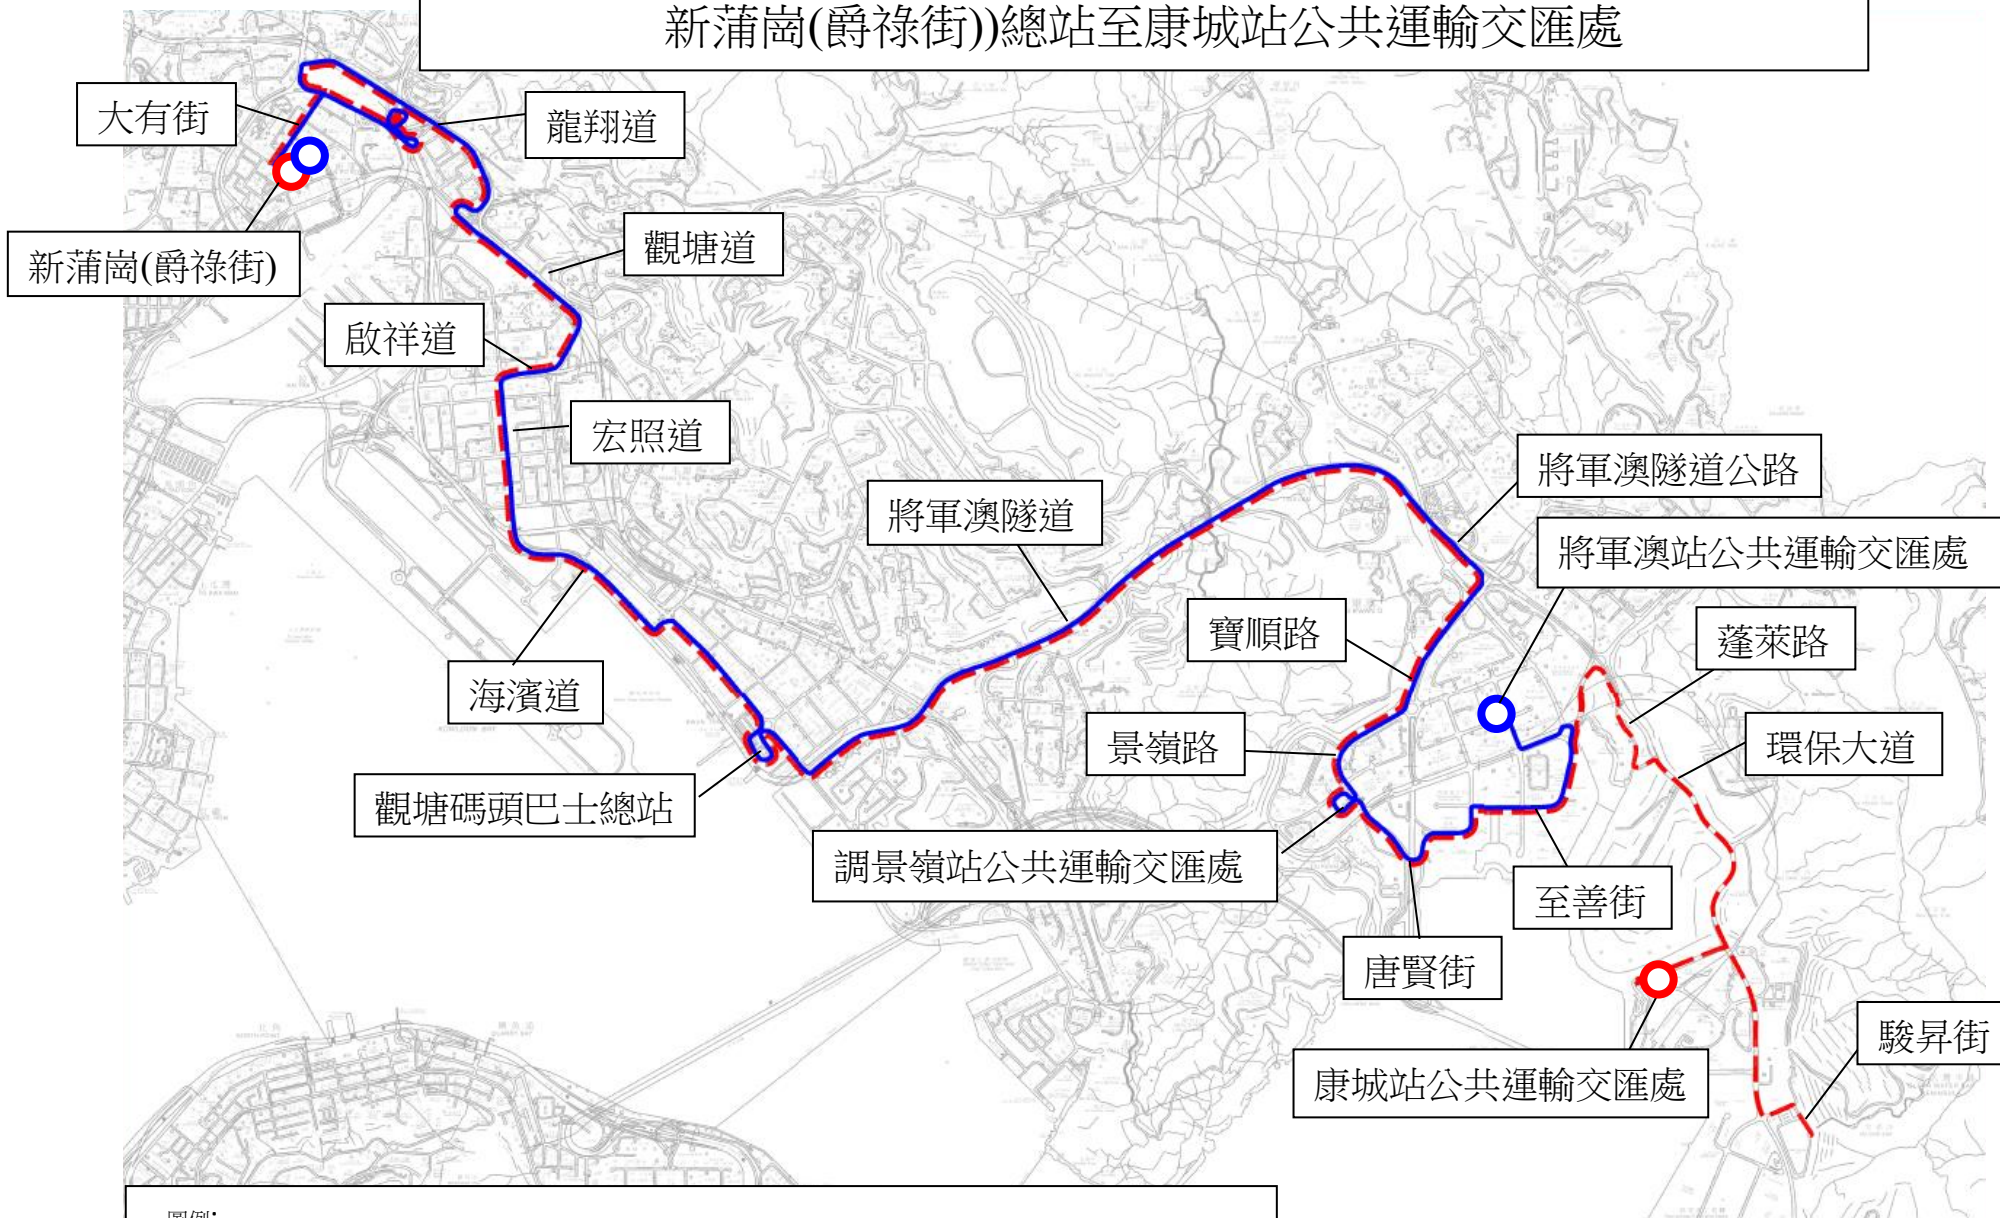 新蒲崗(爵祿街))總站至康城站公共運輸交匯處
大有街
龍翔道
觀塘道
新蒲崗(爵祿街)
啟祥道
宏照道
將軍澳隧道公路
將軍澳隧道
將軍澳站公共運輸交匯處
寶順路
蓬萊路
海濱道
景嶺路
環保大道
觀塘碼頭巴士總站
調景嶺站公共運輸交匯處
至善街
唐賢街
駿昇街
康城站公共運輸交匯處
圖例: